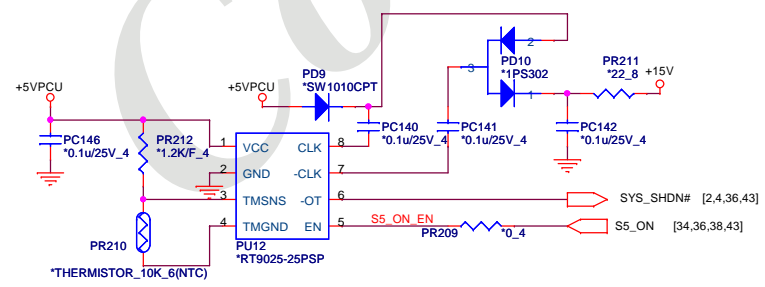 PD10
*1PS302
2
3
1
PR211
*22_8
+15V
+5VPCU
+5VPCU
PD9
*SW1010CPT
PC146
*0.1u/25V_4
PR212
*1.2K/F_4
PC140
*0.1u/25V_4
PC141
*0.1u/25V_4
PC142
*0.1u/25V_4
1 VCC CLK 8
2 GND -CLK 7
3 TMSNS -OT 6
4 TMGND EN 5
SYS_SHDN# [2,4,36,43]
S5_ON_EN
PR209
*0_4
S5_ON [34,36,38,43]
PR210
*THERMISTOR_10K_6(NTC)
PU12
*RT9025-25PSP